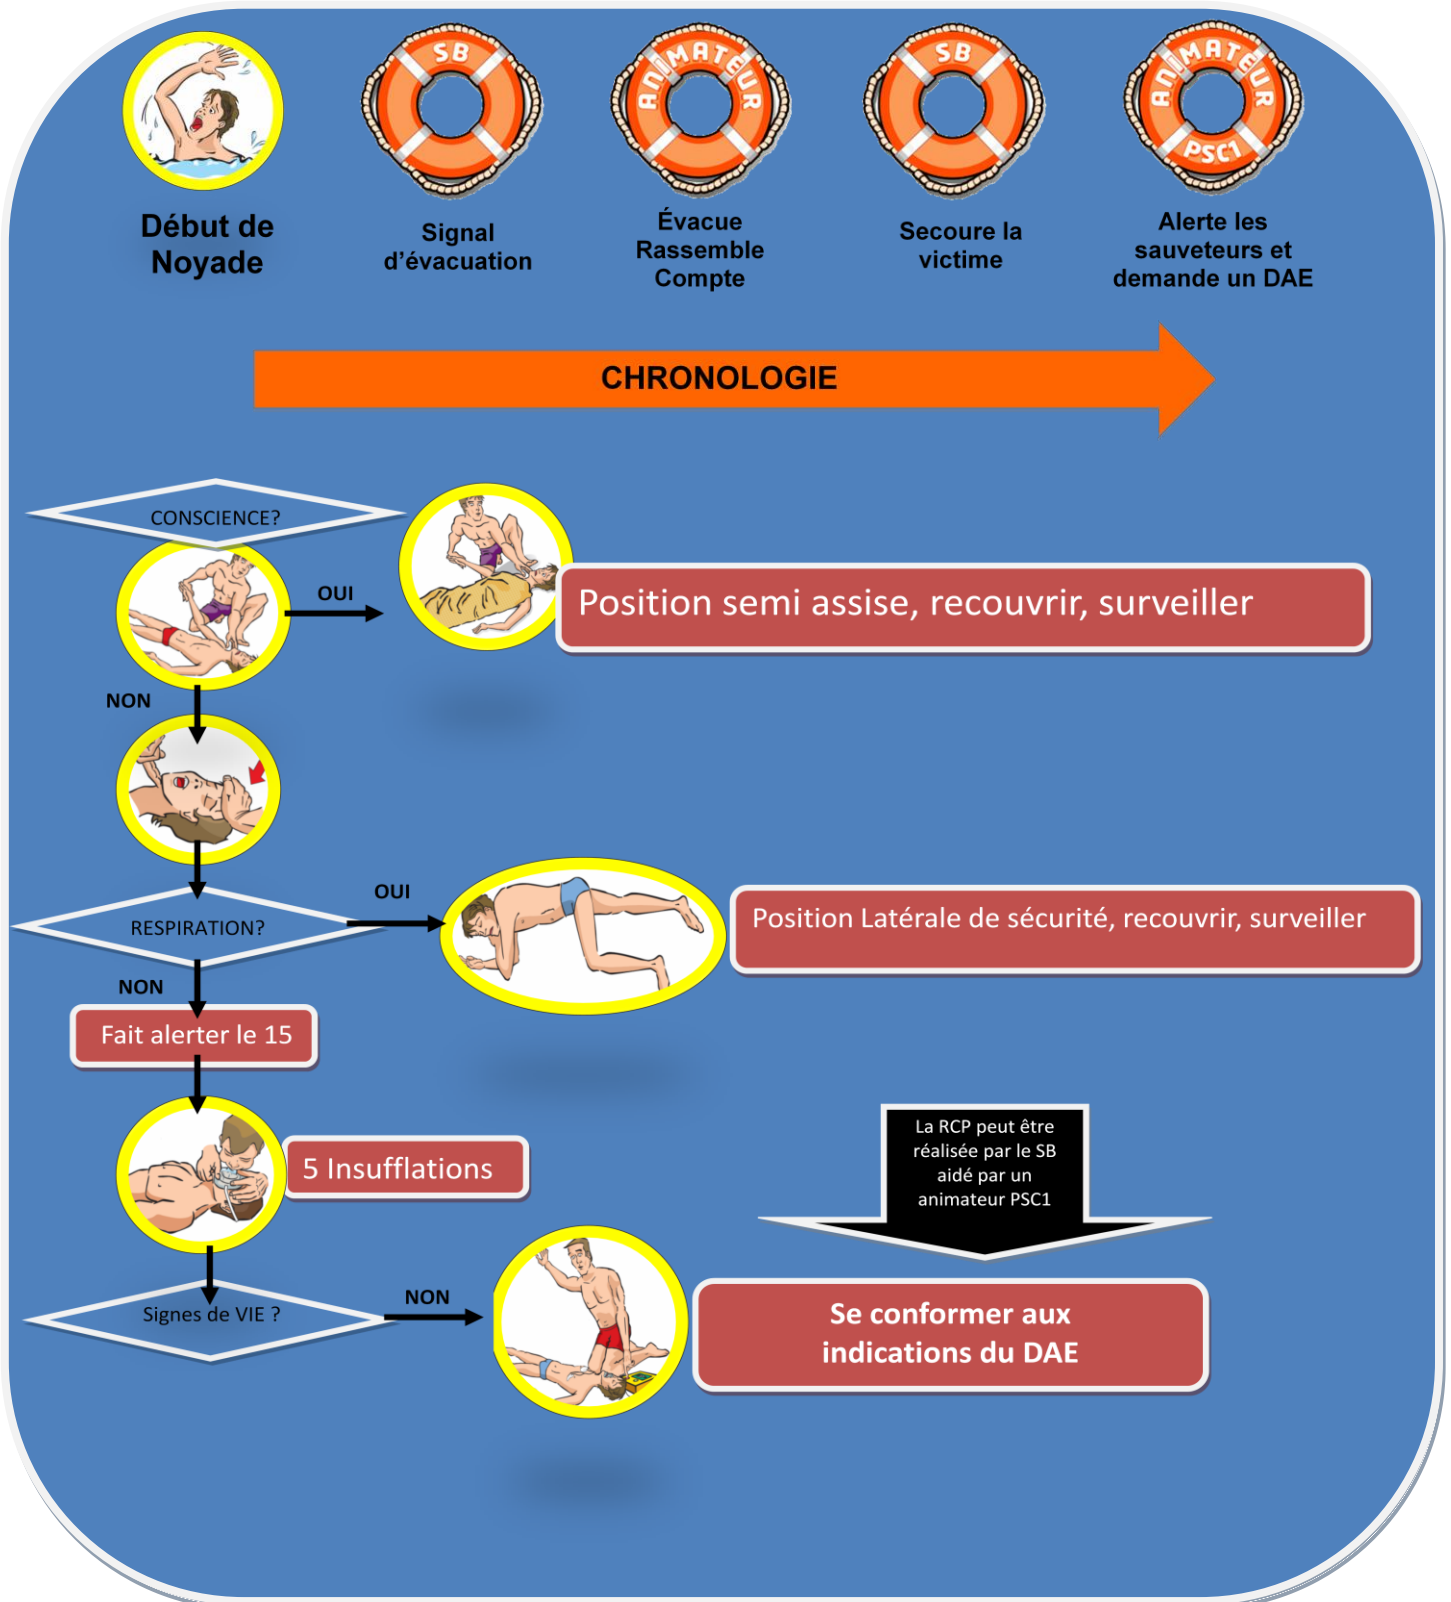 SB
ANIMATEUR
SB
ANIMATEUR
PSC1
Début de
Noyade
Signal
d'évacuation
Évacue
Rassemble
Compte
Secoure la
victime
Alerte les
sauveteurs et
demande un DAE
CHRONOLOGIE
CONSCIENCE?
OUI
Position semi assise, recouvrir, surveiller
NON
RESPIRATION?
OUI
Position Latérale de sécurité, recouvrir, surveiller
NON
Fait alerter le 15
5 Insufflations
La RCP peut être
réalisée par le SB
aidé par un
animateur PSC1
Signes de VIE ?
NON
Se conformer aux
indications du DAE